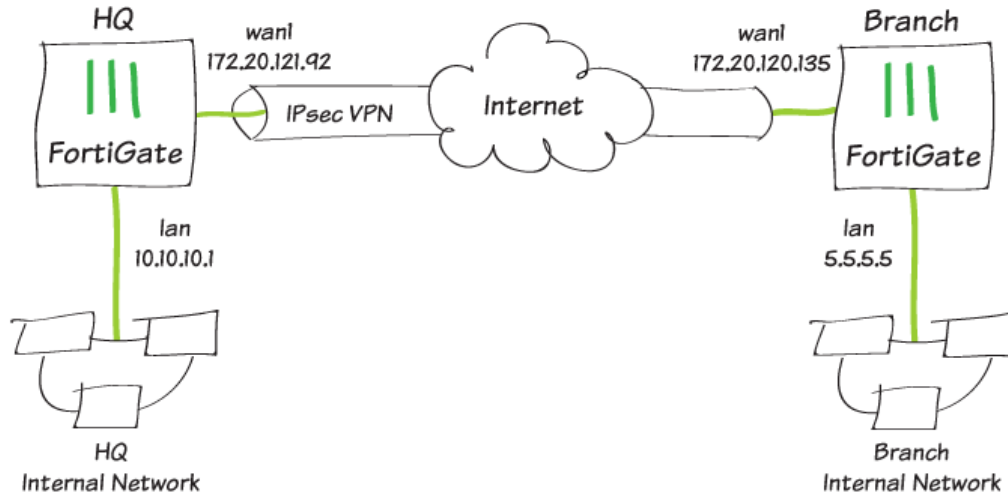 HQ
wan1
172.20.121.92
IPsec VPN
FortiGate
lan
10.10.10.1
HQ
Internal Network
Internet
Branch
wan1
172.20.120.135
FortiGate
lan
5.5.5.5
Branch
Internal Network